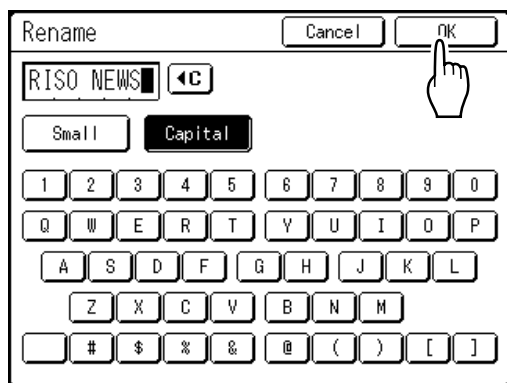 Rename Cancel OK
RISO NEWS C
Small Capital
1 2 3 4 5 6 7 8 9 0
Q W E R T Y U I O P
A S D F G H J K L
Z X C V B N M
# $ % & @ ( ) [ ]